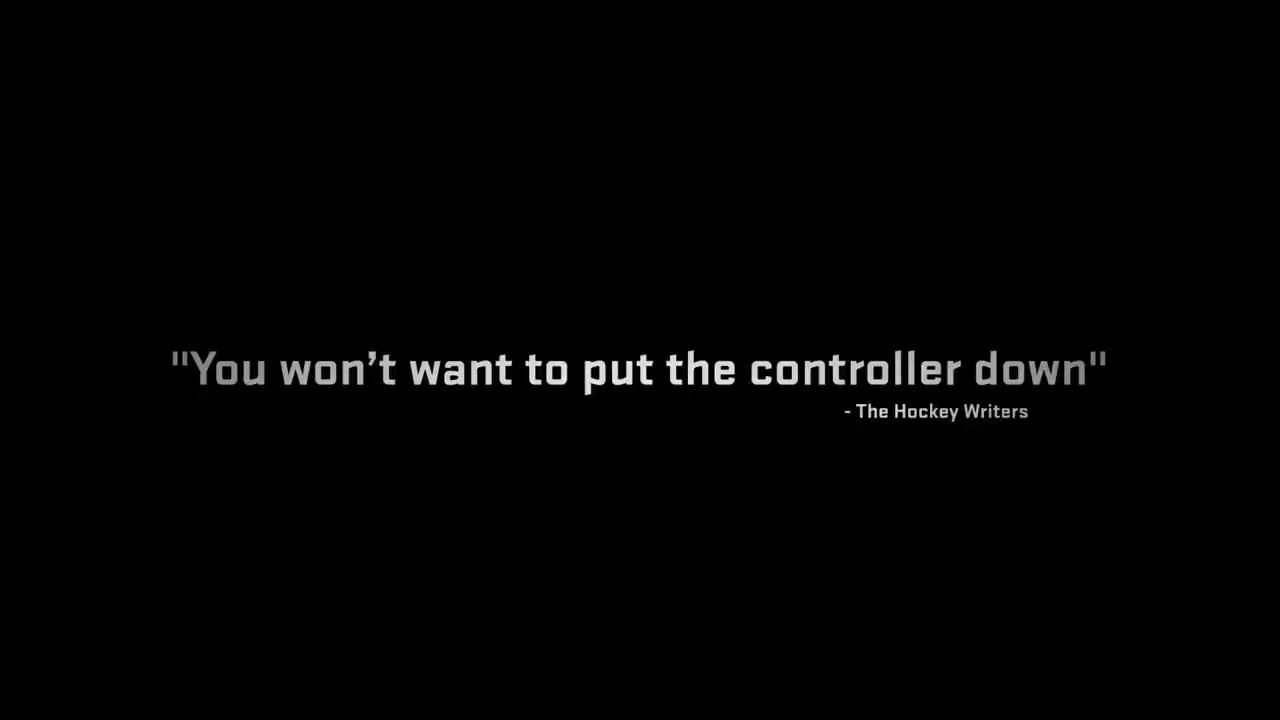 "You won’t want to put the controller down"
- The Hockey Writers